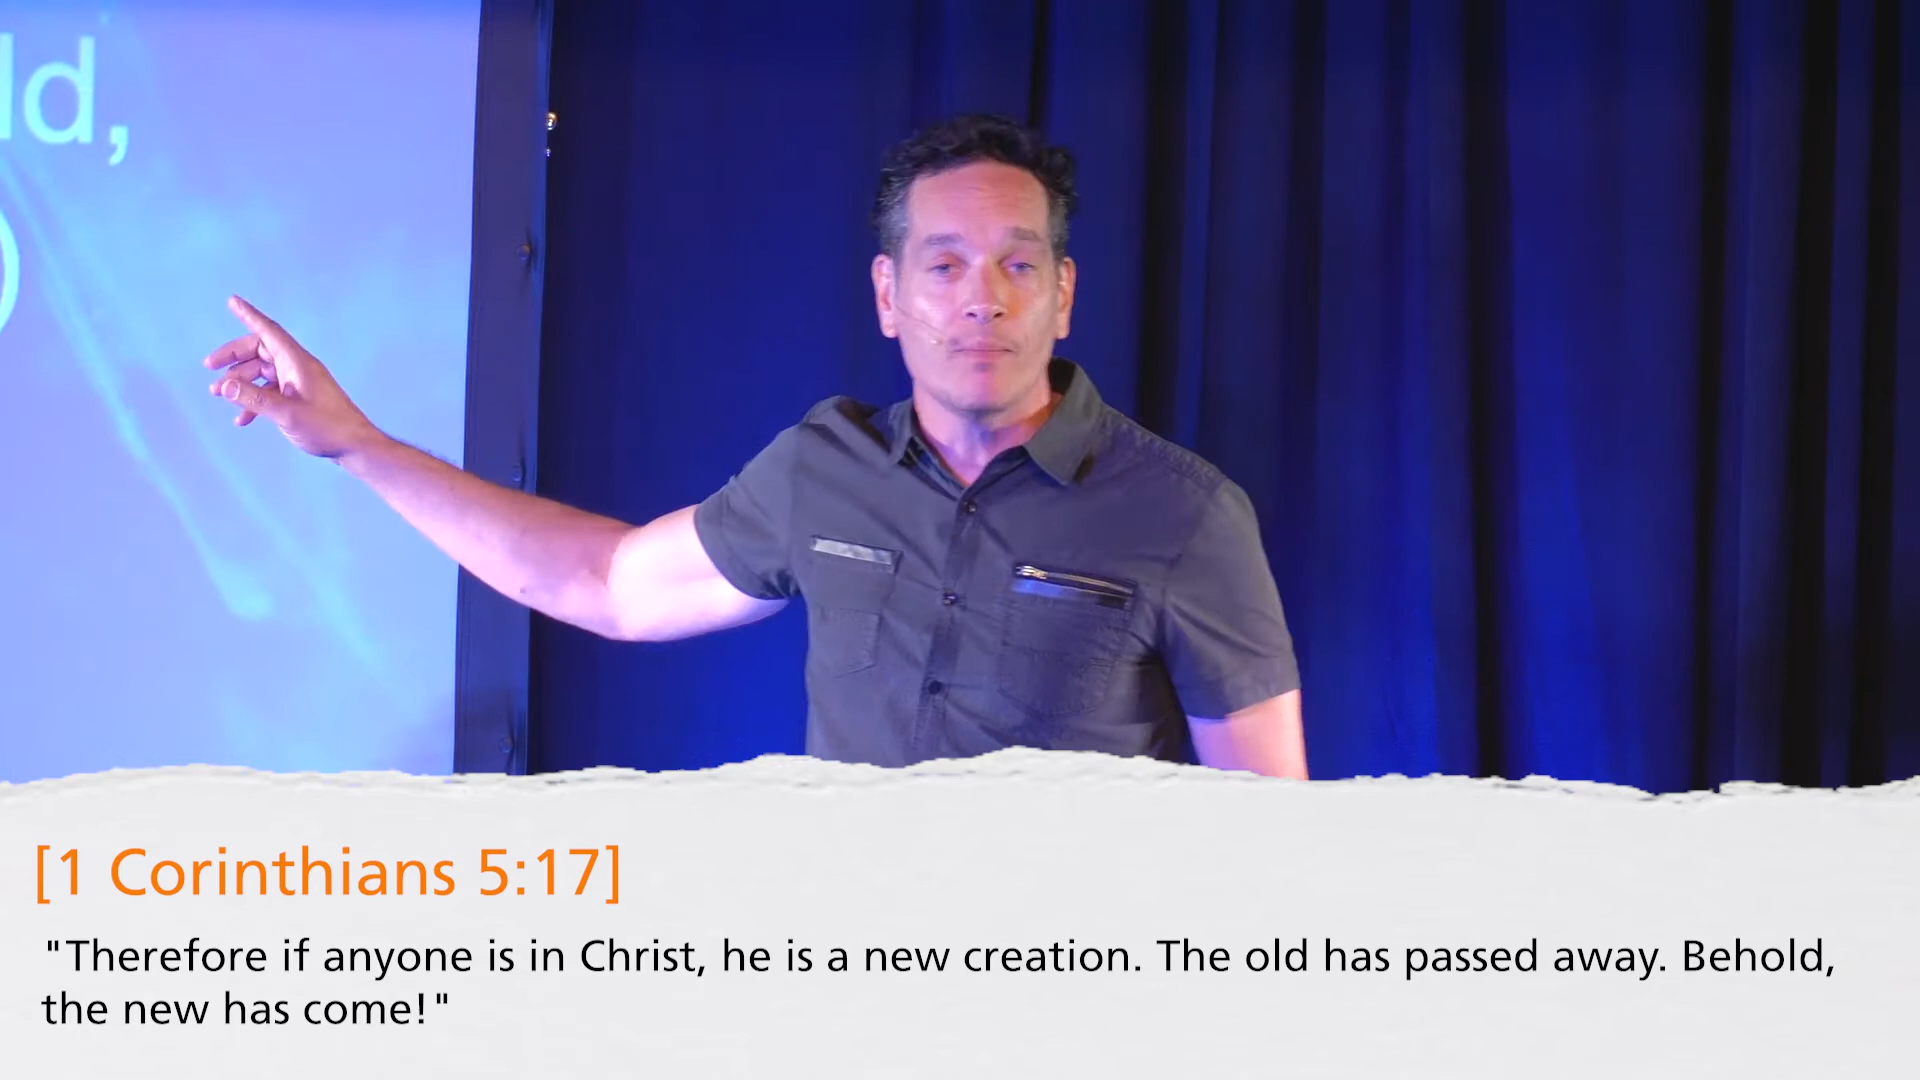 ld,
)
[1 Corinthians 5:17]
"Therefore if anyone is in Christ, he is a new creation. The old has passed away. Behold,
the new has come!"